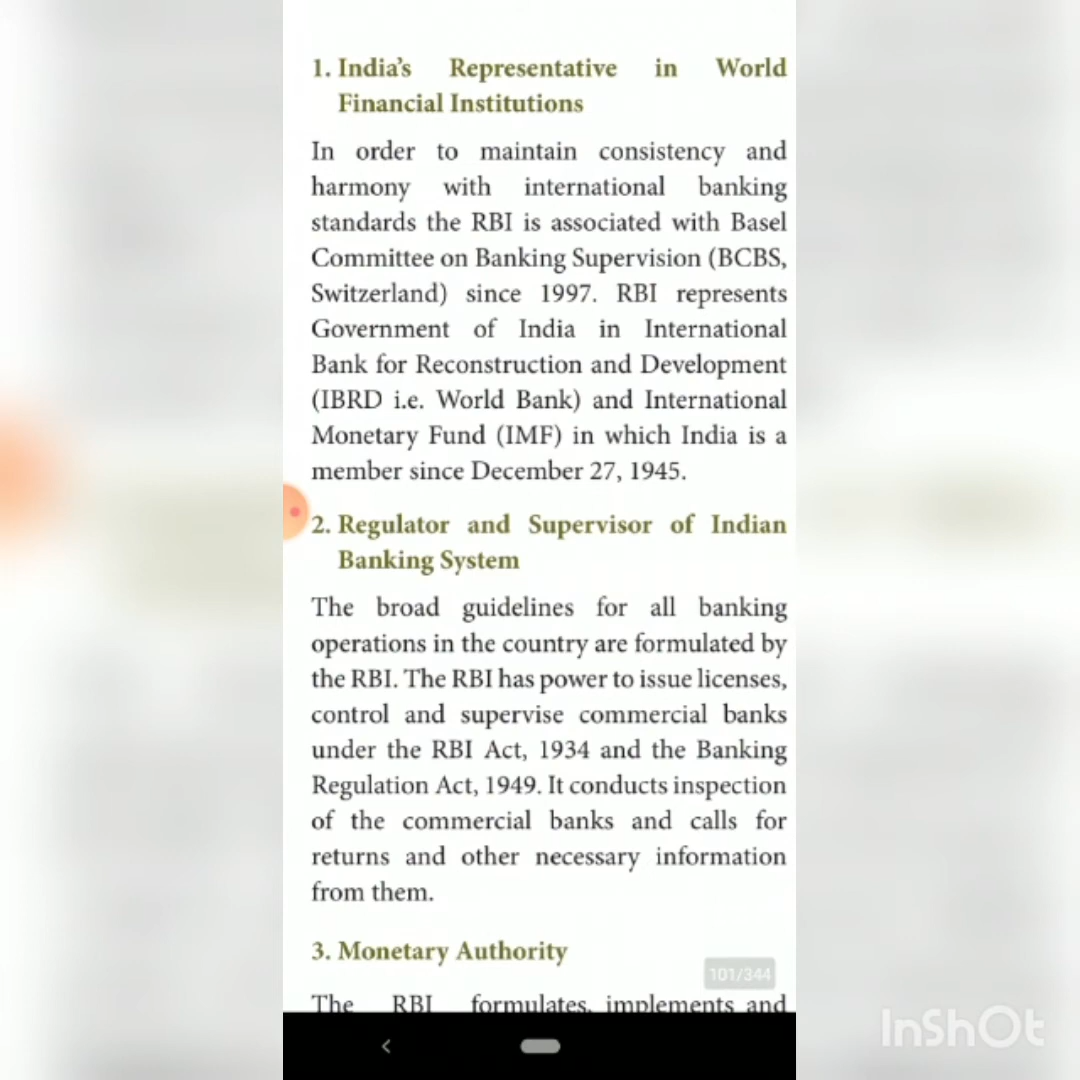 1. India's Representative in World
Financial Institutions
In order to maintain consistency and
harmony with international banking
standards the RBI is associated with Basel
Committee on Banking Supervision (BCBS,
Switzerland) since 1997. RBI represents
Government of India in International
Bank for Reconstruction and Development
(IBRD i.e. World Bank) and International
Monetary Fund (IMF) in which India is a
member since December 27, 1945.
2. Regulator and Supervisor of Indian
Banking System
The broad guidelines for all banking
operations in the country are formulated by
the RBI. The RBI has power to issue licenses,
control and supervise commercial banks
under the RBI Act, 1934 and the Banking
Regulation Act, 1949. It conducts inspection
of the commercial banks and calls for
returns and other necessary information
from them.
3. Monetary Authority
101/344
The RBI formulates, implements and
InShOt